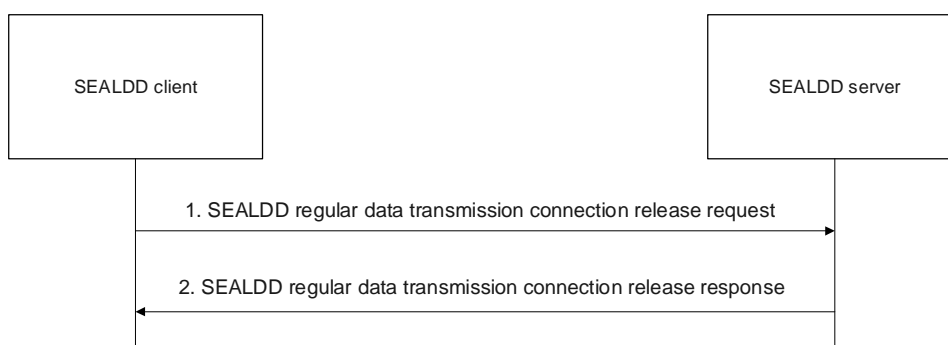 SEALDD client
SEALDD server
1. SEALDD regular data transmission connection release request
2. SEALDD regular data transmission connection release response